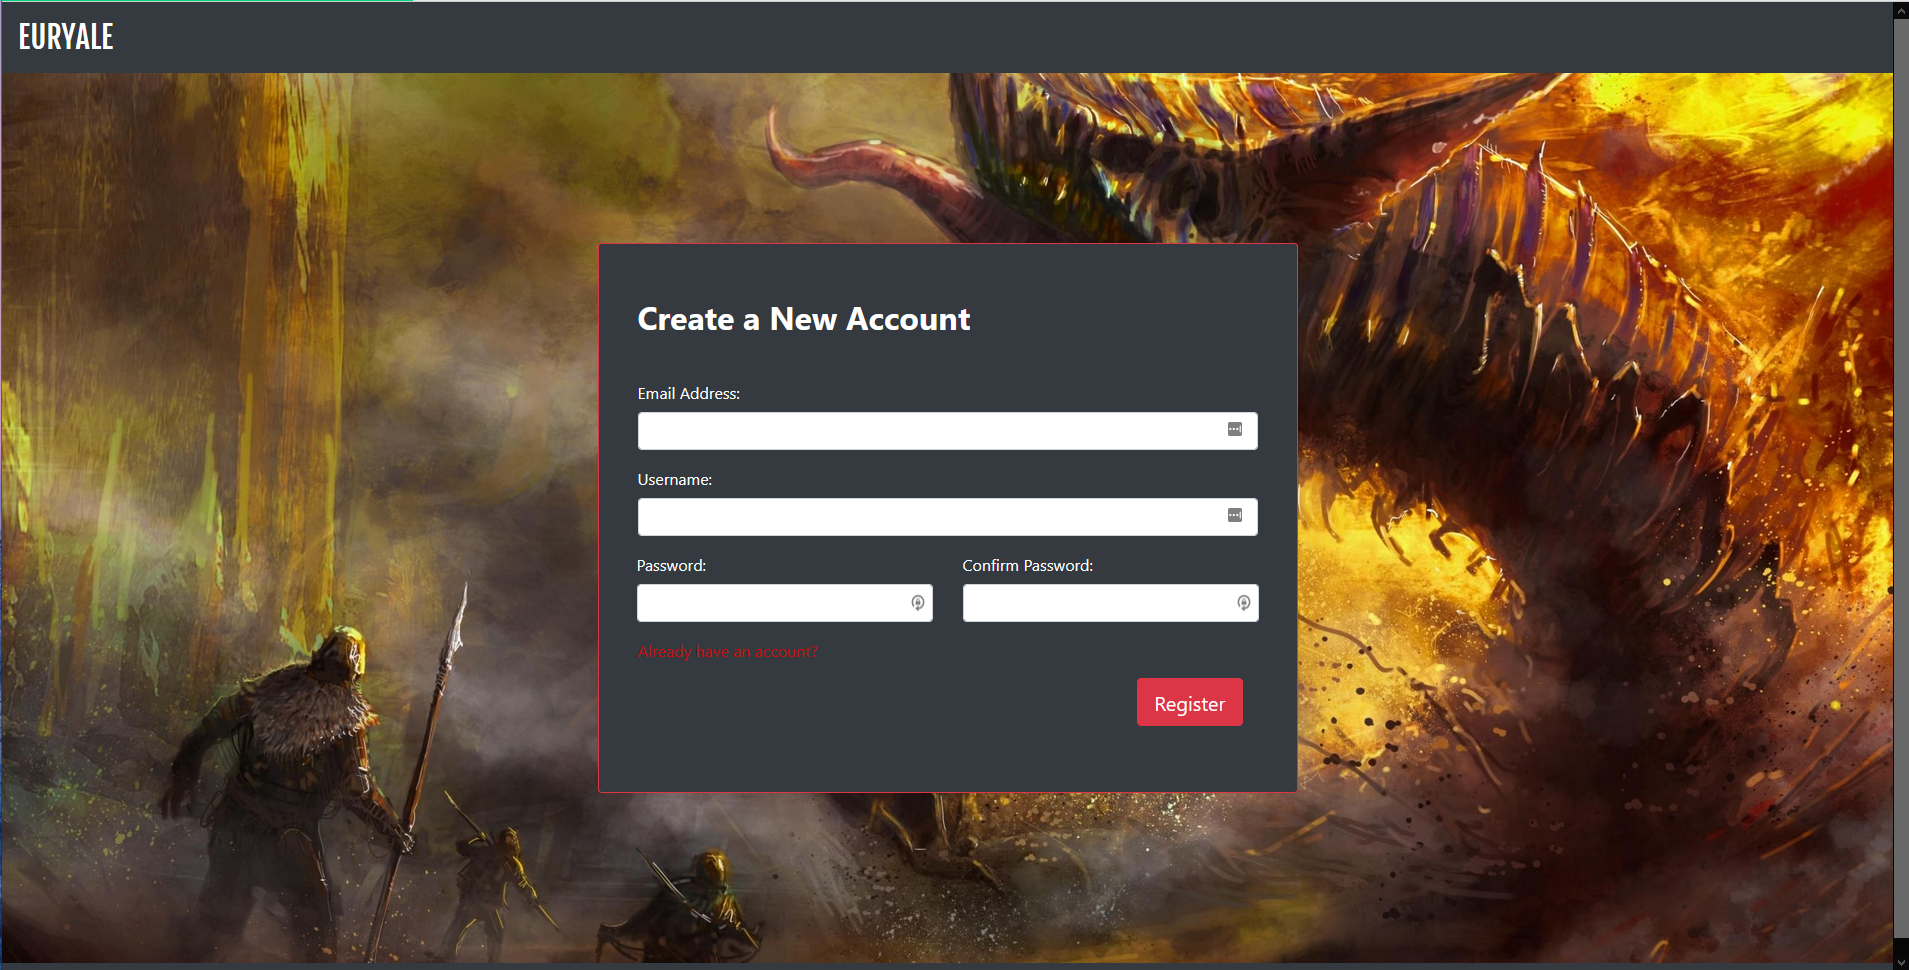 EURYALE
Create a New Account
Email Address:
Username:
Password:
Confirm Password:
Already have an account?
Register